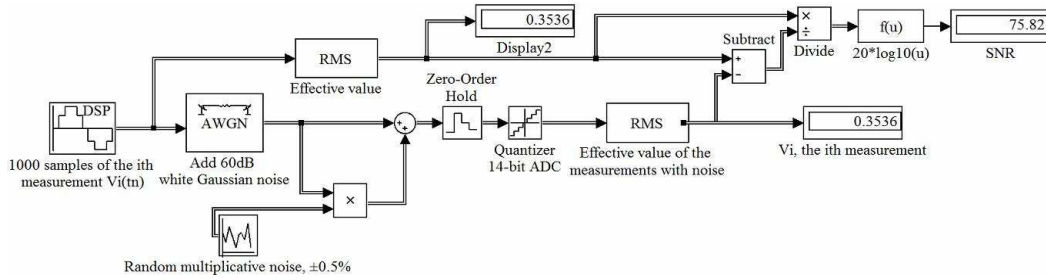 0.3536
Display2
×
÷
Divide
f(u)
20*log10(u)
75.82
SNR
RMS
Effective value
Subtract
+
−
DSP
1000 samples of the ith
measurement Vi(tn)
AWGN
Add 60dB
white Gaussian noise
+
+
Zero-Order
Hold
Quantizer
14-bit ADC
RMS
Effective value of the
measurements with noise
0.3536
Vi, the ith measurement
×
Random multiplicative noise, ±0.5%